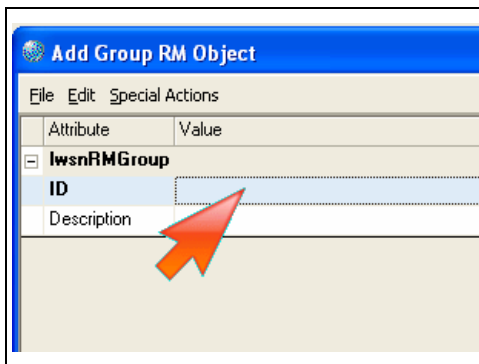 Add Group RM Object
File Edit Special Actions
Attribute Value
lwsnRMGroup
ID
Description